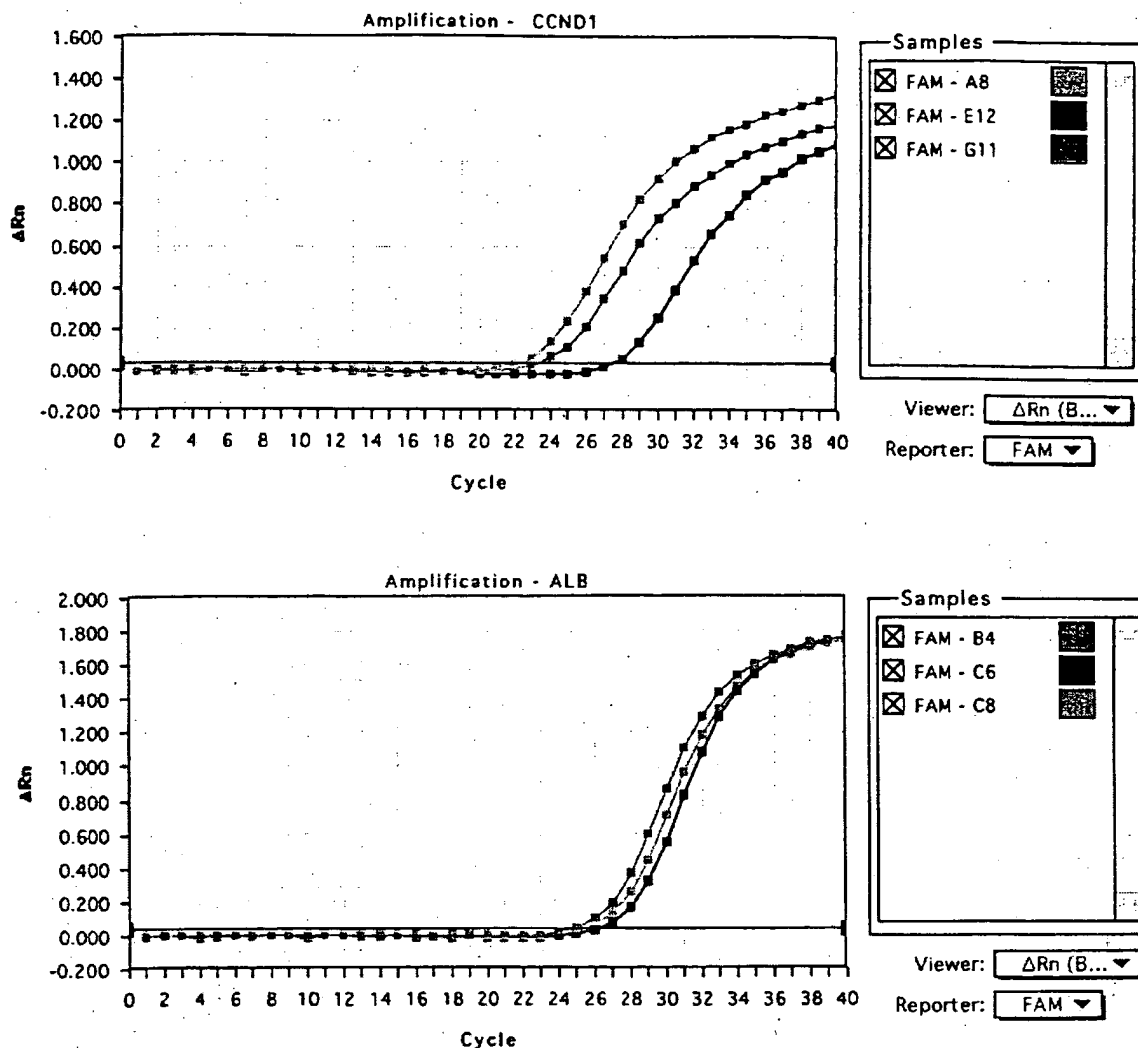 Amplification - CCND1
1.600
1.400
1.200
1.000
0.800
0.600
0.400
0.200
0.000
-0.200
ΔRn
0 2 4 6 8 10 12 14 16 18 20 22 24 26 28 30 32 34 36 38 40
Cycle
Samples
FAM - A8
FAM - E12
FAM - G11
Viewer: ΔRn (B...
Reporter: FAM
Amplification - ALB
2.000
1.800
1.600
1.400
1.200
1.000
0.800
0.600
0.400
0.200
0.000
-0.200
ΔRn
0 2 4 6 8 10 12 14 16 18 20 22 24 26 28 30 32 34 36 38 40
Cycle
Samples
FAM - B4
FAM - C6
FAM - C8
Viewer: ΔRn (B...
Reporter: FAM